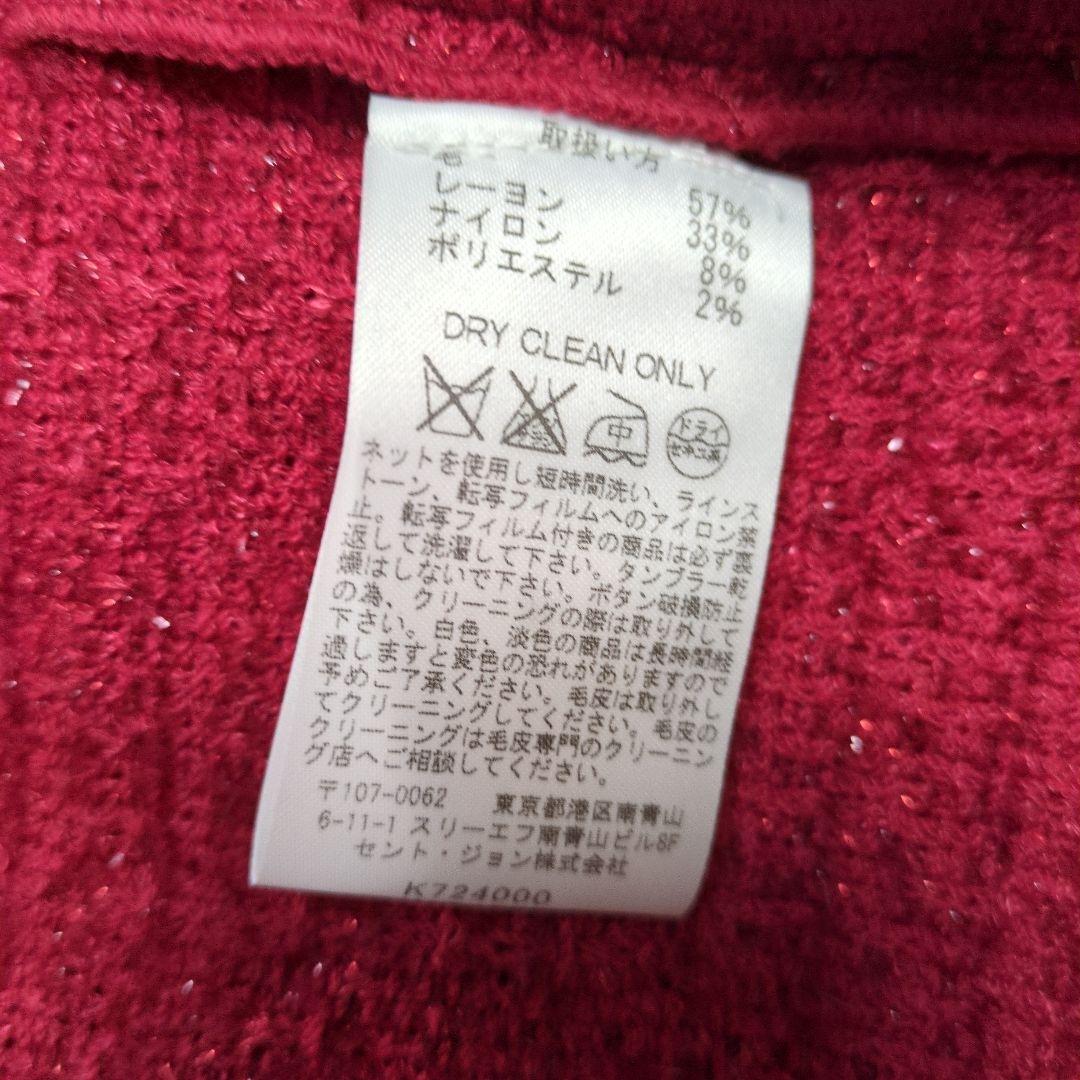 取扱い方
毛 57%
レーヨン 33%
ナイロン 8%
ポリエステル 2%
DRY CLEAN ONLY
中 ドライ セキユ系
ネットを使用し短時間洗い、ラインス
トーン、転写フィルムへのアイロン禁
止。転写フィルム付きの商品は必ず裏
返して洗濯して下さい。タンブラー乾
燥はしないで下さい。ボタン破損防止
の為、クリーニングの際は取り外して
下さい。白色、淡色の商品は長時間経
過しますと変色の恐れがありますので
予めご了承ください。毛皮は取り外し
てクリーニングしてください。毛皮の
クリーニングは毛皮専門のクリーニン
グ店へご相談してください。
〒107-0062 東京都港区南青山
6-11-1 スリーエフ南青山ビル8F
セント・ジョン株式会社
K724000